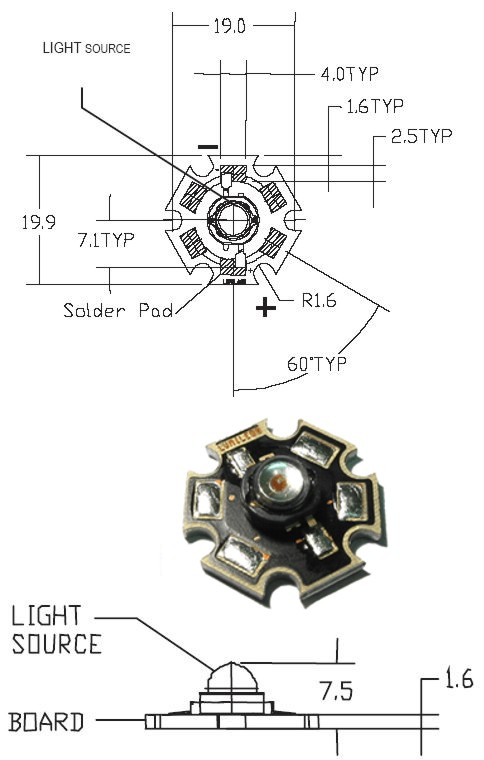 19.0
LIGHT SOURCE
4.0TYP
1.6TYP
2.5TYP
−
19.9
7.1TYP
+
Solder Pad
+
R1.6
60°TYP
LUMILEDS
LIGHT
SOURCE
7.5
1.6
BOARD